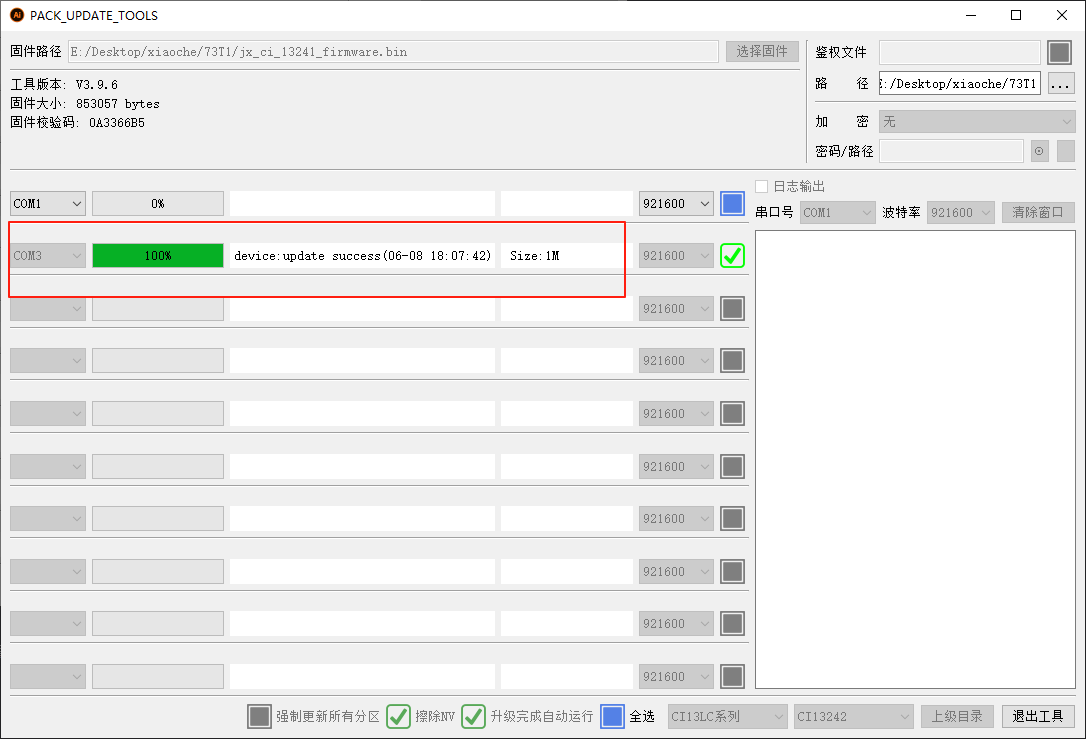 PACK_UPDATE_TOOLS
固件路径 E:/Desktop/xiaoche/73T1/jx_ci_13241_firmware.bin 选择固件
工具版本: V3.9.6
固件大小: 853057 bytes
固件校验码: 0A3366B5
鉴权文件
路 径 E:/Desktop/xiaoche/73T1 ...
加 密 无
密码/路径
COM1 0% 921600
COM3 100% device:update success(06-08 18:07:42) Size:1M 921600
921600
921600
921600
921600
921600
921600
921600
921600
日志输出
串口号 COM1 波特率 921600 清除窗口
强制更新所有分区 擦除NV 升级完成自动运行 全选 CI13LC系列 CI13242 上级目录 退出工具